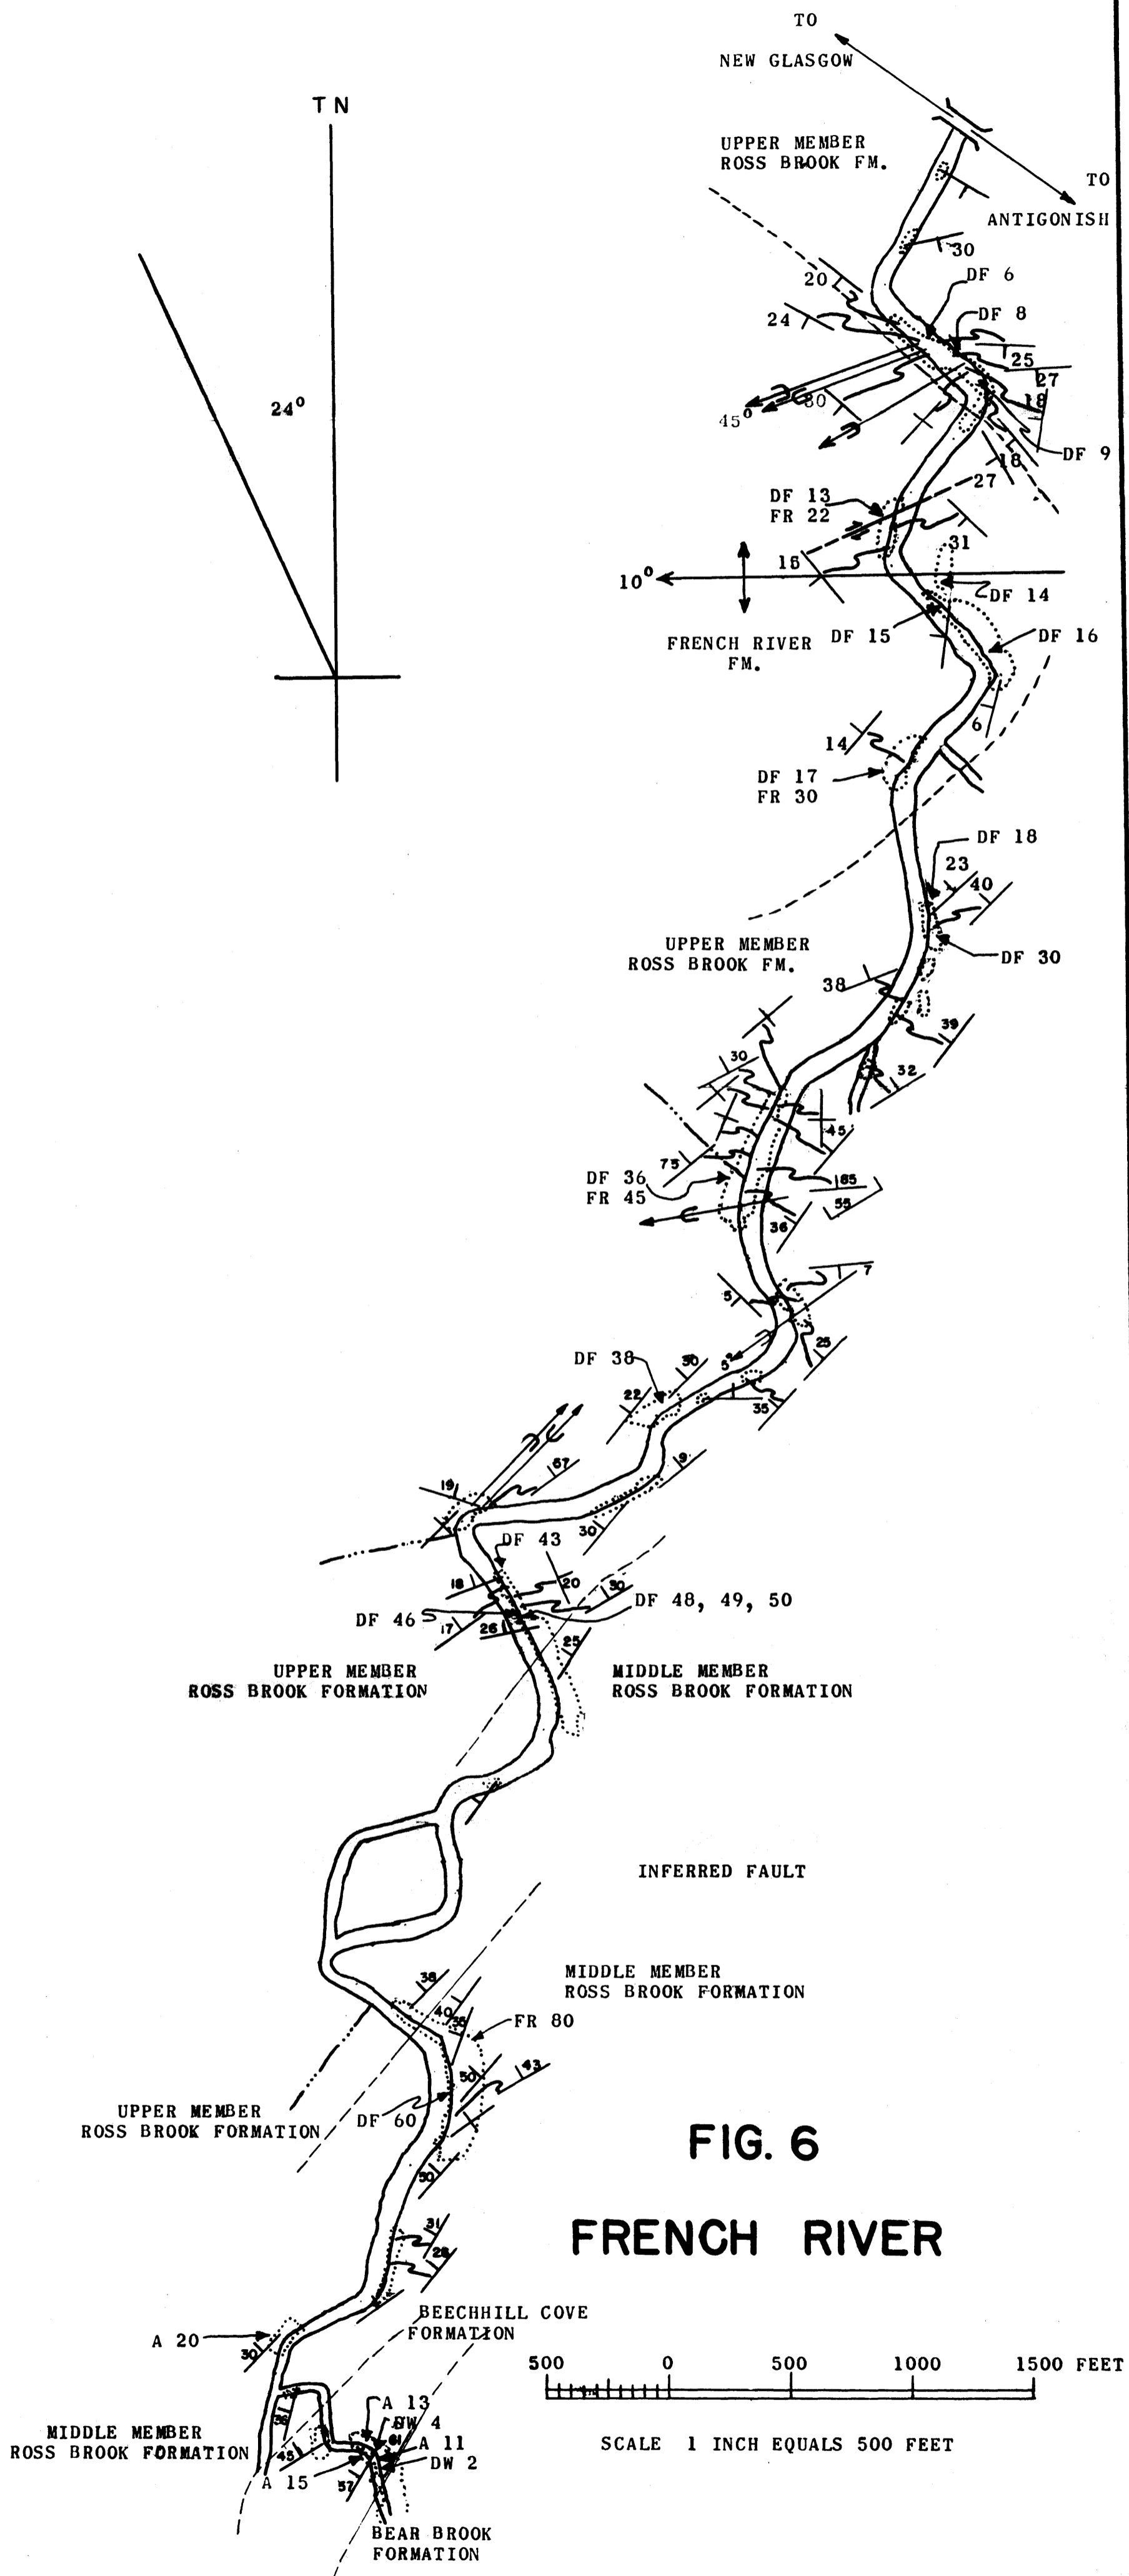 TO
NEW GLASGOW
TN
UPPER MEMBER
ROSS BROOK FM.
TO
ANTIGONISH
30
20
DF 6
24
DF 8
25
27
18
24°
80
45°
DF 9
18
27
DF 13
FR 22
31
10°
DF 14
DF 15
DF 16
FRENCH RIVER
FM.
6
14
DF 17
FR 30
DF 18
23
40
UPPER MEMBER
ROSS BROOK FM.
DF 30
38
39
30
32
45
75
DF 36
FR 45
85
55
36
7
5
25
DF 38
30
5°
22
35
9
67
19
30
DF 43
18
20
30
DF 48, 49, 50
DF 46
17
26
25
UPPER MEMBER
ROSS BROOK FORMATION
MIDDLE MEMBER
ROSS BROOK FORMATION
INFERRED FAULT
MIDDLE MEMBER
ROSS BROOK FORMATION
38
40
35
FR 80
50
43
UPPER MEMBER
ROSS BROOK FORMATION
DF 60
50
FIG. 6
FRENCH RIVER
31
28
BEECHHILL COVE
FORMATION
A 20
30
500 0 500 1000 1500 FEET
A 13
DW 4
36
A 11
MIDDLE MEMBER
ROSS BROOK FORMATION
45
DW 2
A 15
57
SCALE 1 INCH EQUALS 500 FEET
BEAR BROOK
FORMATION